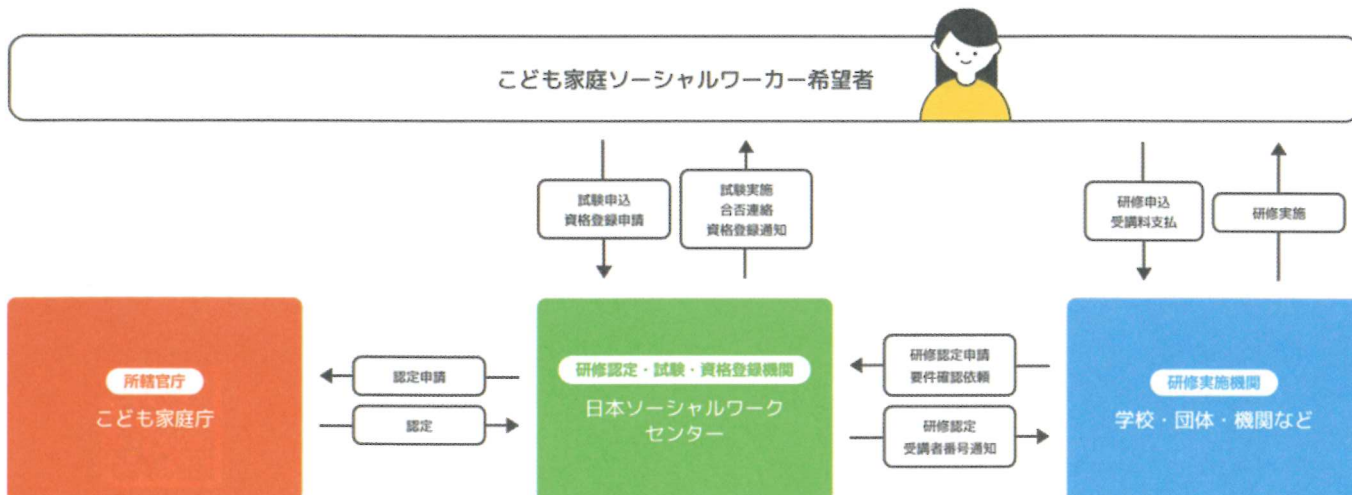 こども家庭ソーシャルワーカー希望者
試験申込
資格登録申請
試験実施
合否連絡
資格登録通知
研修申込
受講料支払
研修実施
所轄官庁
こども家庭庁
認定申請
認定
研修認定・試験・資格登録機関
日本ソーシャルワーク
センター
研修認定申請
要件確認依頼
研修認定
受講者番号通知
研修実施機関
学校・団体・機関など